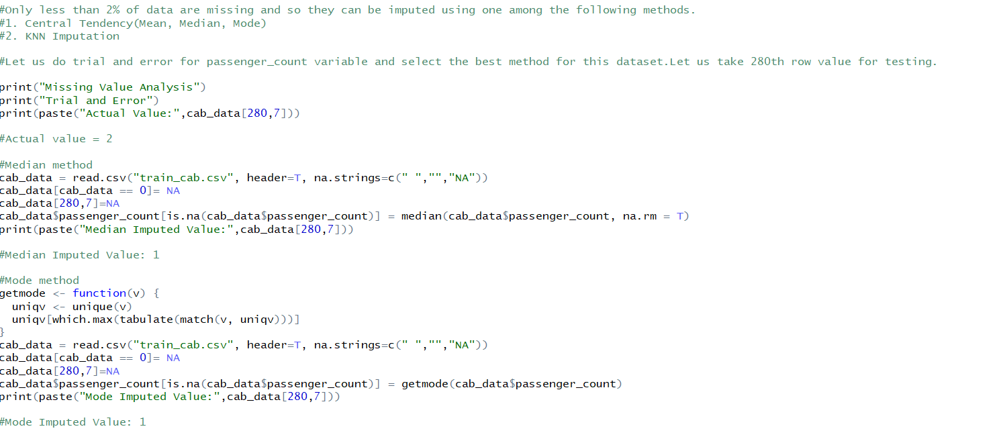 #Only less than 2% of data are missing and so they can be imputed using one among the following methods.
#1. Central Tendency(Mean, Median, Mode)
#2. KNN Imputation
#Let us do trial and error for passenger_count variable and select the best method for this dataset.Let us take 280th row value for testing.
print("Missing Value Analysis")
print("Trial and Error")
print(paste("Actual Value:",cab_data[280,7]))
#Actual value = 2
#Median method
cab_data = read.csv("train_cab.csv", header=T, na.strings=c(" ","","NA"))
cab_data[cab_data == 0]= NA
cab_data[280,7]=NA
cab_data$passenger_count[is.na(cab_data$passenger_count)] = median(cab_data$passenger_count, na.rm = T)
print(paste("Median Imputed Value:",cab_data[280,7]))
#Median Imputed Value: 1
#Mode method
getmode <- function(v) {
  uniqv <- unique(v)
  uniqv[which.max(tabulate(match(v, uniqv)))]
}
cab_data = read.csv("train_cab.csv", header=T, na.strings=c(" ","","NA"))
cab_data[cab_data == 0]= NA
cab_data[280,7]=NA
cab_data$passenger_count[is.na(cab_data$passenger_count)] = getmode(cab_data$passenger_count)
print(paste("Mode Imputed Value:",cab_data[280,7]))
#Mode Imputed Value: 1